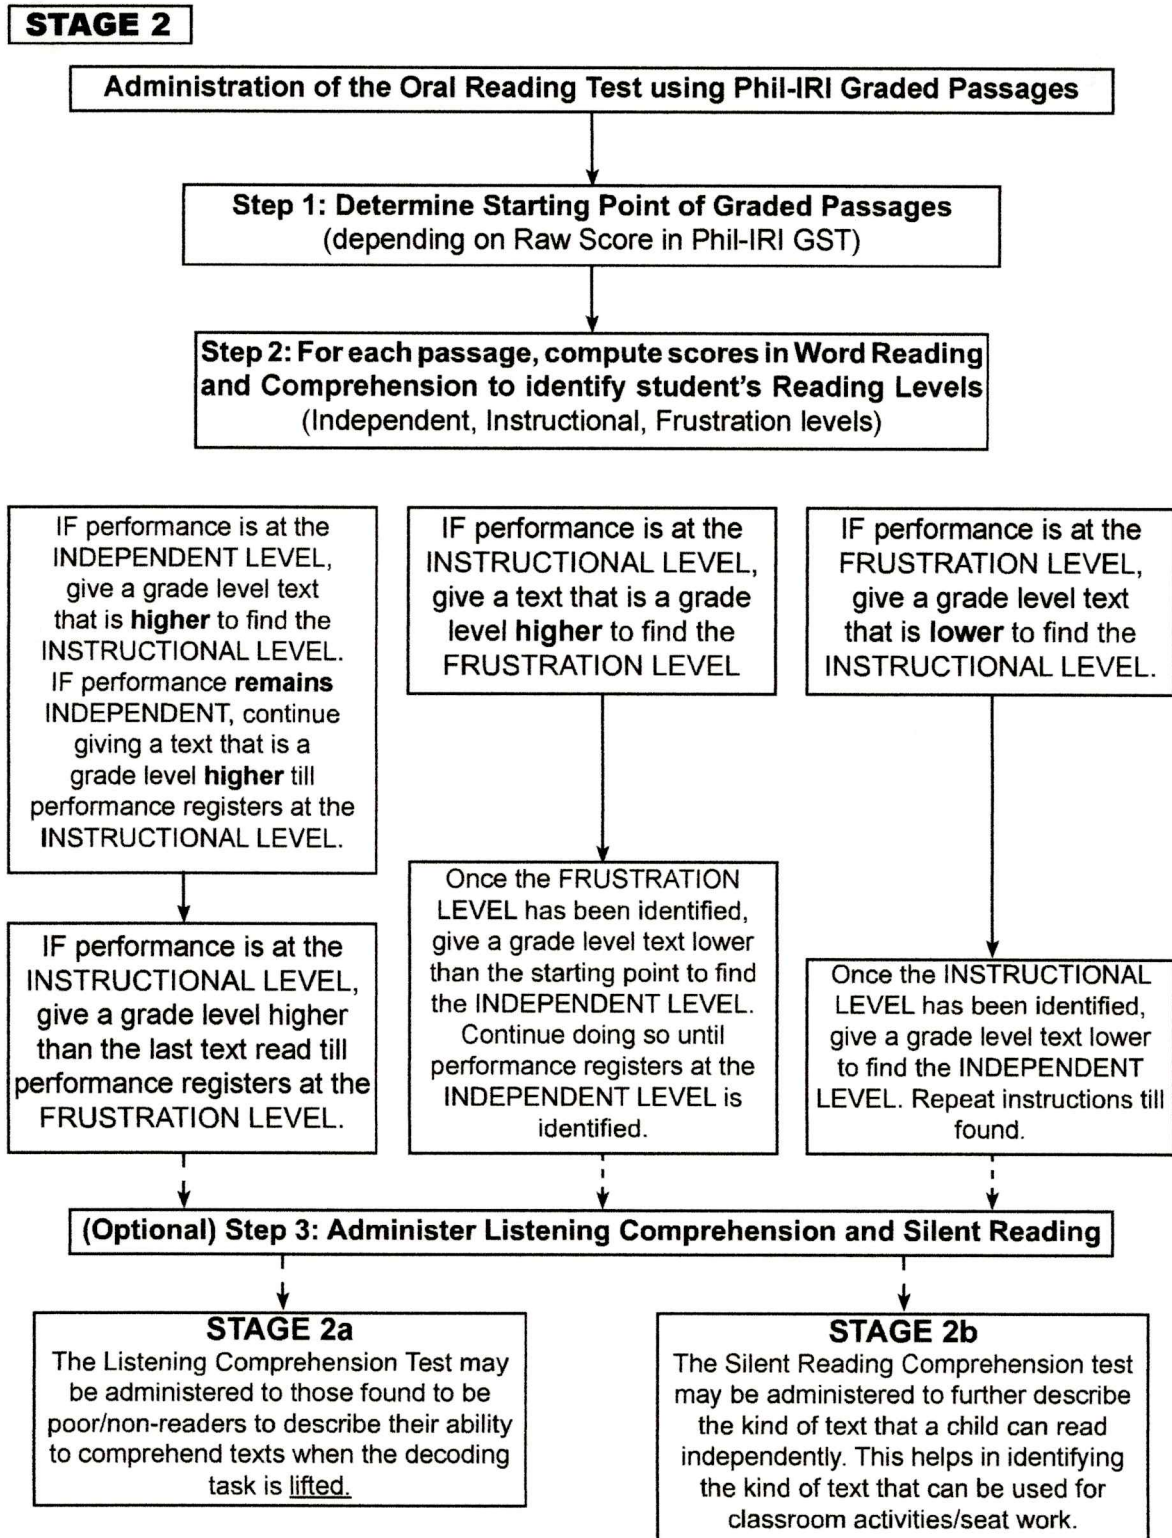 STAGE 2
Administration of the Oral Reading Test using Phil-IRI Graded Passages
Step 1: Determine Starting Point of Graded Passages
(depending on Raw Score in Phil-IRI GST)
Step 2: For each passage, compute scores in Word Reading
and Comprehension to identify student's Reading Levels
(Independent, Instructional, Frustration levels)
IF performance is at the
INDEPENDENT LEVEL,
give a grade level text
that is higher to find the
INSTRUCTIONAL LEVEL.
IF performance remains
INDEPENDENT, continue
giving a text that is a
grade level higher till
performance registers at the
INSTRUCTIONAL LEVEL.
IF performance is at the
INSTRUCTIONAL LEVEL,
give a grade level higher
than the last text read till
performance registers at the
FRUSTRATION LEVEL.
IF performance is at the
INSTRUCTIONAL LEVEL,
give a text that is a grade
level higher to find the
FRUSTRATION LEVEL
Once the FRUSTRATION
LEVEL has been identified,
give a grade level text lower
than the starting point to find
the INDEPENDENT LEVEL.
Continue doing so until
performance registers at the
INDEPENDENT LEVEL is
identified.
IF performance is at the
FRUSTRATION LEVEL,
give a grade level text
that is lower to find the
INSTRUCTIONAL LEVEL.
Once the INSTRUCTIONAL
LEVEL has been identified,
give a grade level text lower
to find the INDEPENDENT
LEVEL. Repeat instructions till
found.
(Optional) Step 3: Administer Listening Comprehension and Silent Reading
STAGE 2a
The Listening Comprehension Test may
be administered to those found to be
poor/non-readers to describe their ability
to comprehend texts when the decoding
task is lifted.
STAGE 2b
The Silent Reading Comprehension test
may be administered to further describe
the kind of text that a child can read
independently. This helps in identifying
the kind of text that can be used for
classroom activities/seat work.